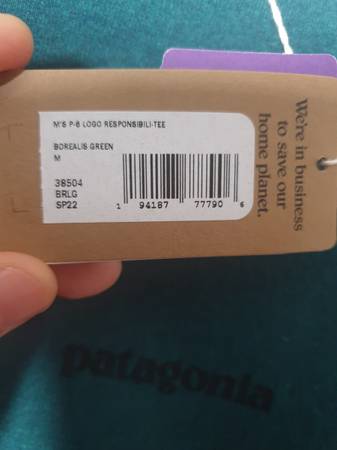 M'S P-6 LOGO RESPONSIBILI-TEE
BOREALIS GREEN
M
38504
BRLG
SP22
1 94187 77790 6
We're in business
to save our
home planet.
patagonia